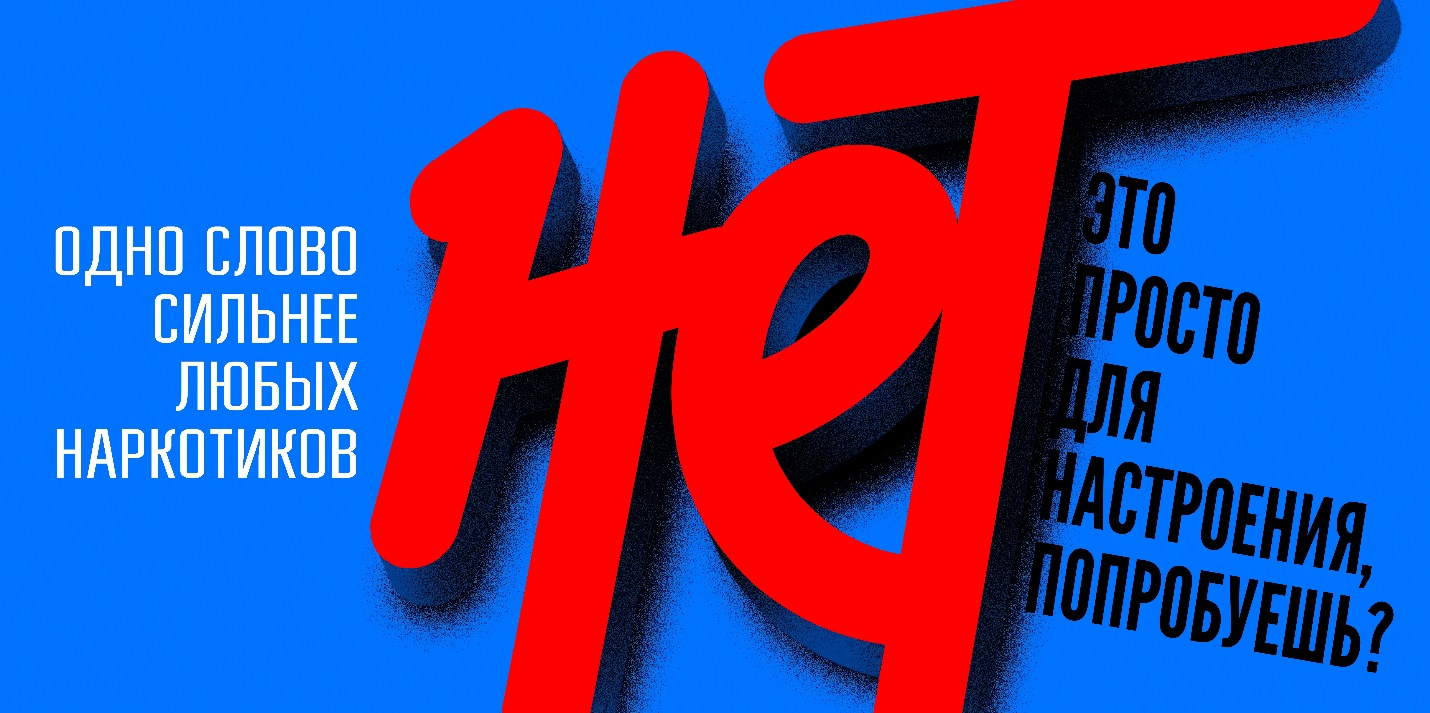 ОДНО СЛОВО
СИЛЬНЕЕ
ЛЮБЫХ
НАРКОТИКОВ
Нет
ЭТО
ПРОСТО
ДЛЯ
НАСТРОЕНИЯ,
ПОПРОБУЕШЬ?